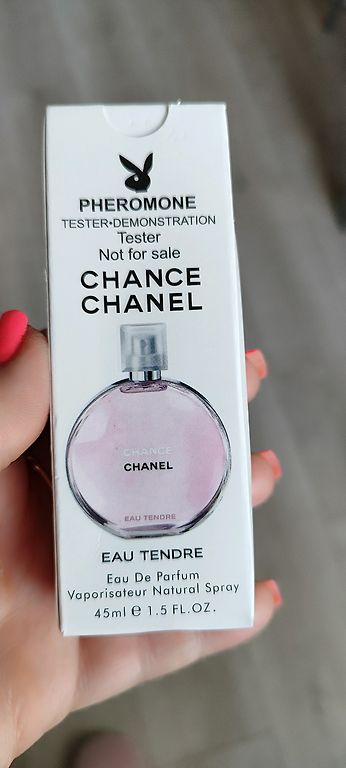 PHEROMONE
TESTER•DEMONSTRATION
Tester
Not for sale
CHANCE
CHANEL
CHANCE
CHANEL
EAU TENDRE
EAU TENDRE
Eau De Parfum
Vaporisateur Natural Spray
45ml ℮ 1.5 FL.OZ.